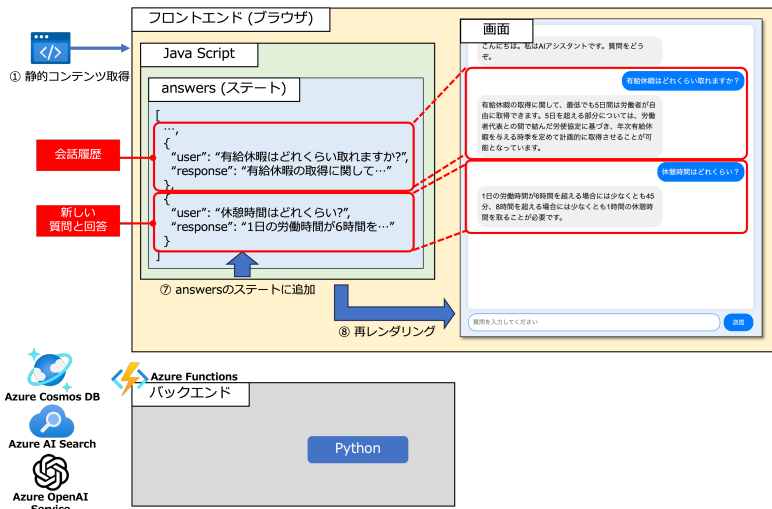 フロントエンド (ブラウザ)
① 静的コンテンツ取得
Java Script
answers (ステート)
[
…,
{
“user”: “有給休暇はどれくらい取れますか?”,
“response”: “有給休暇の取得に関して…”
},
{
“user”: “休憩時間はどれくらい?”,
“response”: “1日の労働時間が6時間を…”
}
]
会話履歴
新しい
質問と回答
⑦ answersのステートに追加
⑧ 再レンダリング
画面
こんにちは。私はAIアシスタントです。質問をどう
ぞ。
有給休暇はどれくらい取れますか？
有給休暇の取得に関して、最低でも5日間は労働者が自
由に取得できます。5日を超える部分については、労働
者代表との間で結んだ労使協定に基づき、年次有給休
暇を与える時季を定めて計画的に取得させることが可
能となっています。
休憩時間はどれくらい？
1日の労働時間が6時間を超える場合には少なくとも45
分、8時間を超える場合には少なくとも1時間の休憩時
間を取ることが必要です。
質問を入力してください
送信
Azure Cosmos DB
Azure AI Search
Azure OpenAI
Service
Azure Functions
バックエンド
Python